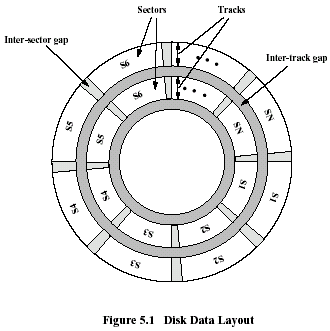 Sectors
Tracks
Inter-sector gap
Inter-track gap
S6
• • •
S6
• • •
SN
SN
S5
S5
S1
S1
S4
S4
S3
S3
S2
S2
Figure 5.1 Disk Data Layout